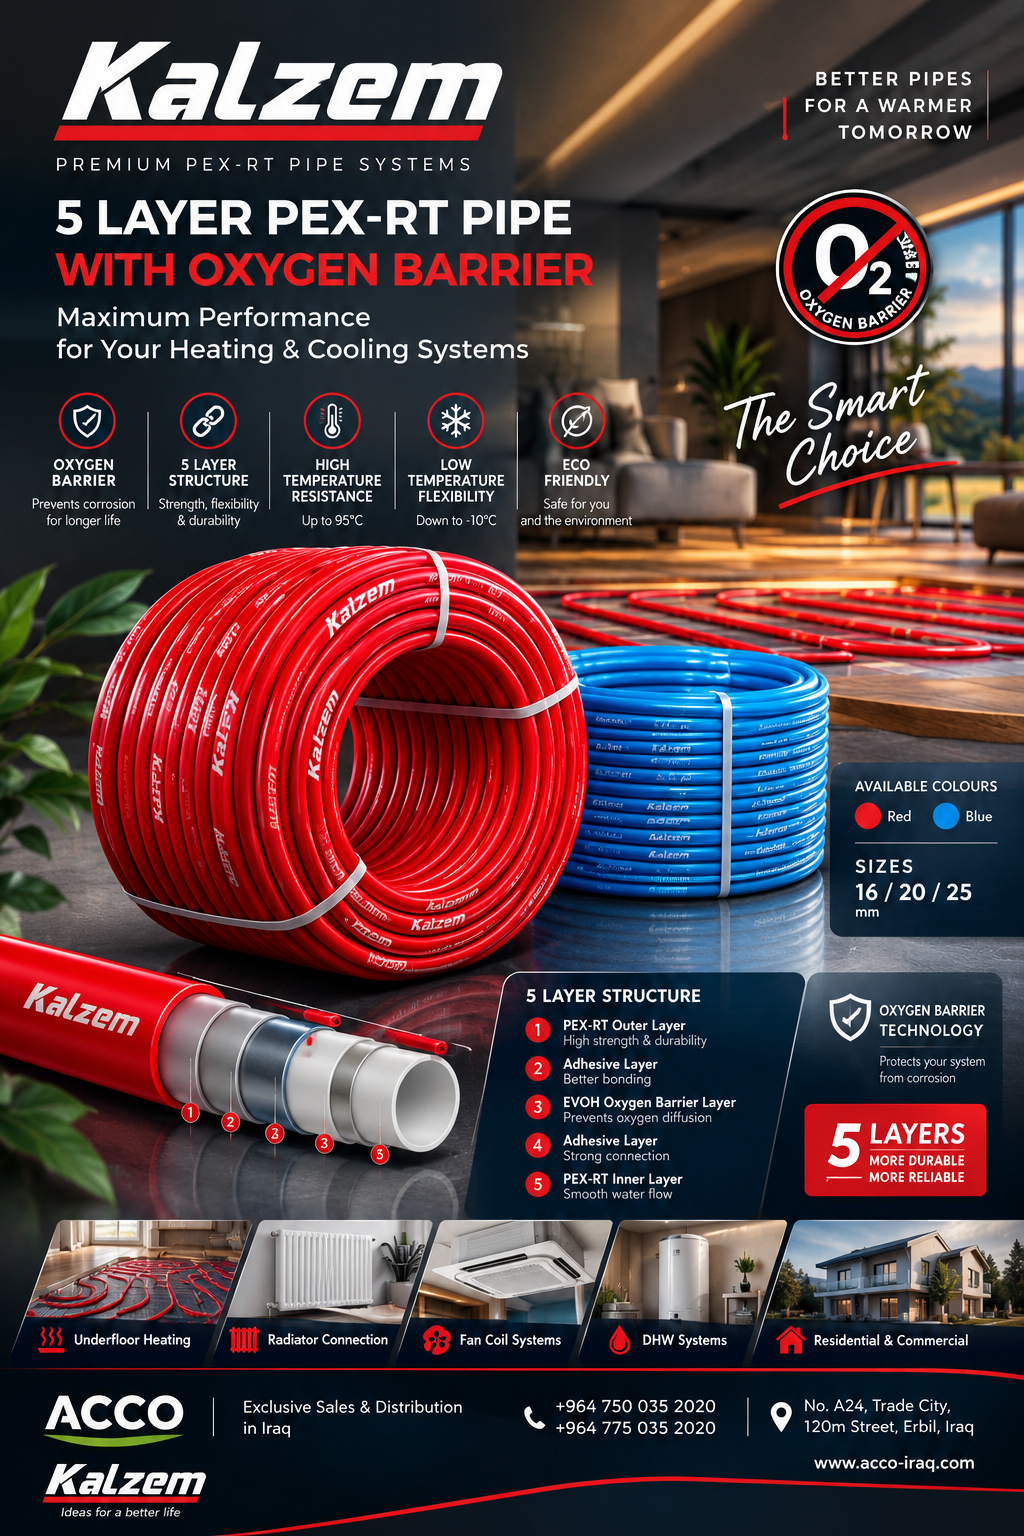 Kalzem
PREMIUM PEX-RT PIPE SYSTEMS
BETTER PIPES
FOR A WARMER
TOMORROW
5 LAYER PEX-RT PIPE
WITH OXYGEN BARRIER
Maximum Performance
for Your Heating & Cooling Systems
O2
OXYGEN BARRIER
The Smart
Choice
OXYGEN
BARRIER
Prevents corrosion
for longer life
5 LAYER
STRUCTURE
Strength, flexibility
& durability
HIGH
TEMPERATURE
RESISTANCE
Up to 95°C
LOW
TEMPERATURE
FLEXIBILITY
Down to -10°C
ECO
FRIENDLY
Safe for you
and the environment
Kalzem
Kalzem
Kalzem
Kalzem
Kalzem
Kalzem
AVAILABLE COLOURS
Red
Blue
SIZES
16 / 20 / 25
mm
Kalzem
1
2
3
3
5 LAYER STRUCTURE
1 PEX-RT Outer Layer
High strength & durability
2 Adhesive Layer
Better bonding
3 EVOH Oxygen Barrier Layer
Prevents oxygen diffusion
4 Adhesive Layer
Strong connection
5 PEX-RT Inner Layer
Smooth water flow
OXYGEN BARRIER
TECHNOLOGY
Protects your system
from corrosion
5 LAYERS
MORE DURABLE
MORE RELIABLE
Underfloor Heating
Radiator Connection
Fan Coil Systems
DHW Systems
Residential & Commercial
ACCO
Exclusive Sales & Distribution
in Iraq
+964 750 035 2020
+964 775 035 2020
No. A24, Trade City,
120m Street, Erbil, Iraq
www.acco-iraq.com
Kalzem
Ideas for a better life